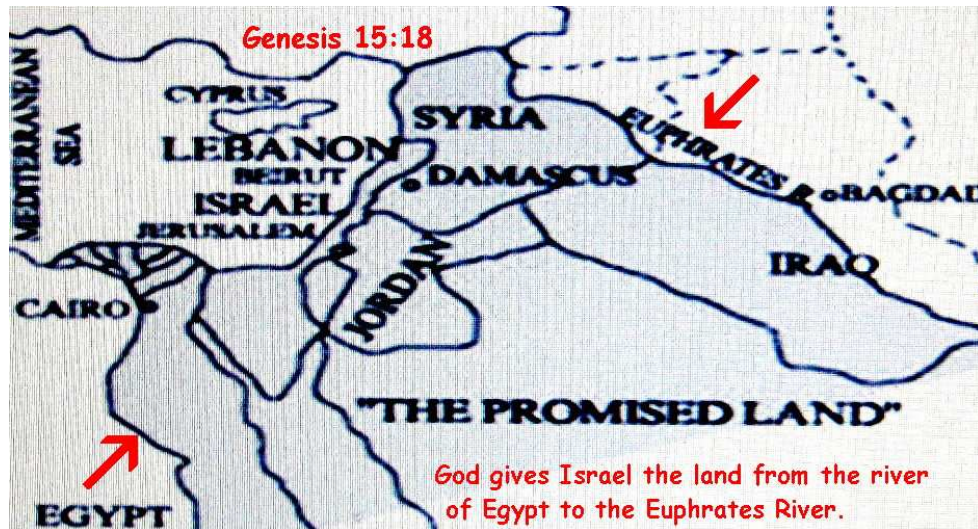 Genesis 15:18
MEDITERRANEAN
SEA
CYPRUS
SYRIA
EUPHRATES R
LEBANON
BEIRUT
DAMASCUS
BAGDAD
ISRAEL
JERUSALEM
JORDAN
IRAQ
CAIRO
"THE PROMISED LAND"
God gives Israel the land from the river
of Egypt to the Euphrates River.
EGYPT